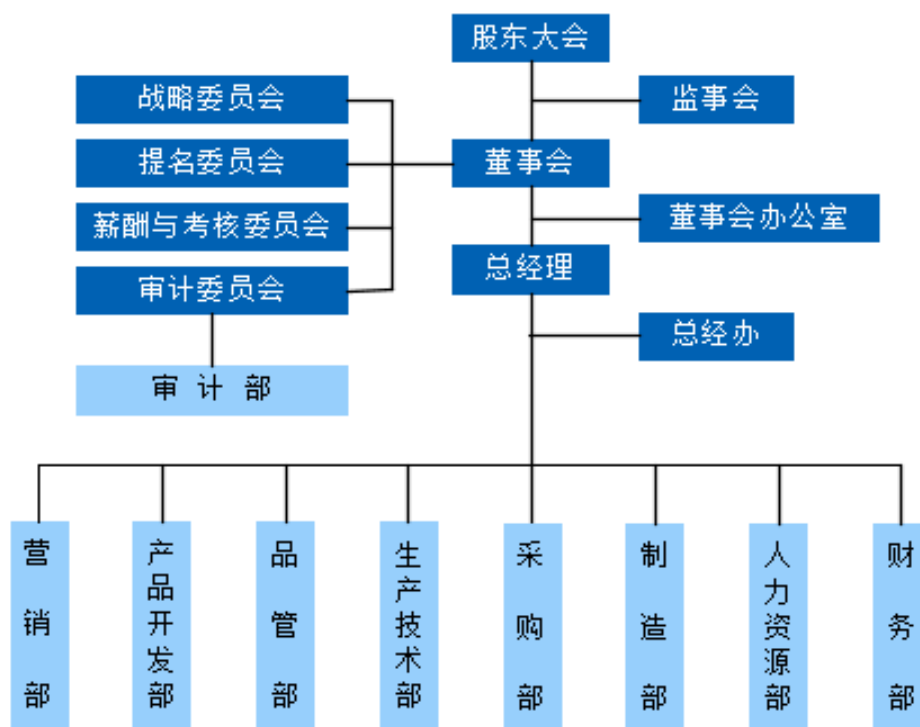 股东大会
战略委员会
监事会
提名委员会
董事会
薪酬与考核委员会
董事会办公室
总经理
审计委员会
总经办
审计部
营销部
产品开发部
品管部
生产技术部
采购部
制造部
人力资源部
财务部